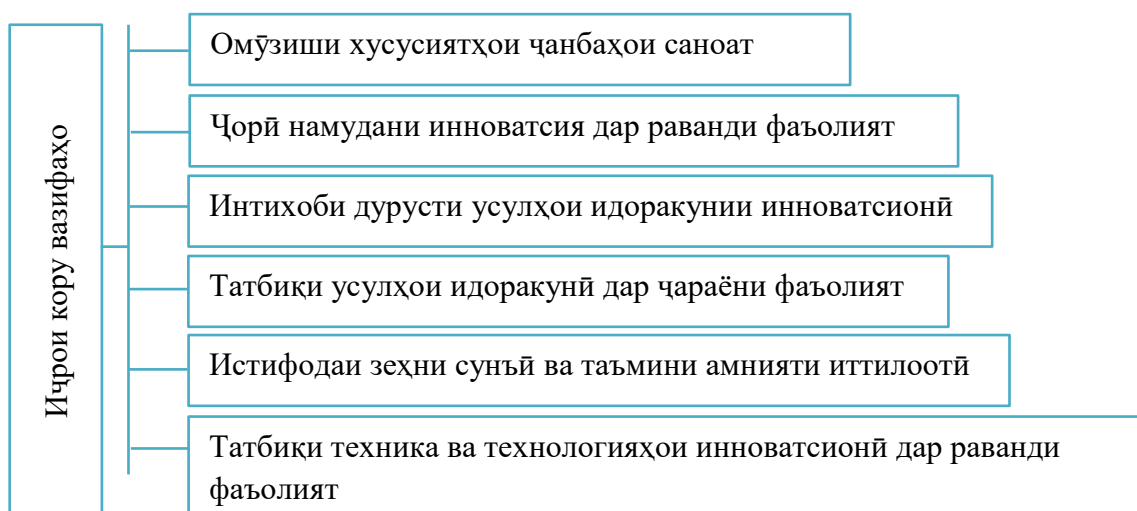 Иҷрои кору вазифаҳо
Омӯзиши хусусиятҳои ҷанбаҳои саноат
Ҷорӣ намудани инноватсия дар раванди фаъолият
Интихоби дурусти усулҳои идоракунии инноватсионӣ
Татбиқи усулҳои идоракунӣ дар ҷараёни фаъолият
Истифодаи зеҳни сунъӣ ва таъмини амнияти иттилоотӣ
Татбиқи техника ва технологияҳои инноватсионӣ дар раванди
фаъолият